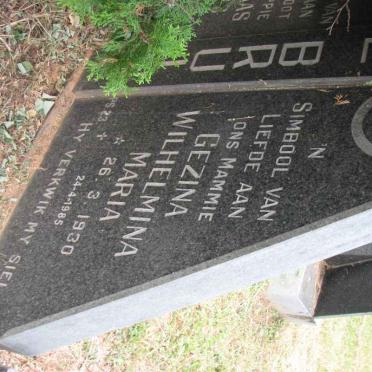 BRU
'N
SIMBOOL VAN
LIEFDE AAN
ONS MAMMIE
GEZINA
WILHELMINA
MARIA
26. 3. 1930
24-4-1985
HY VERKWIK MY SIEL